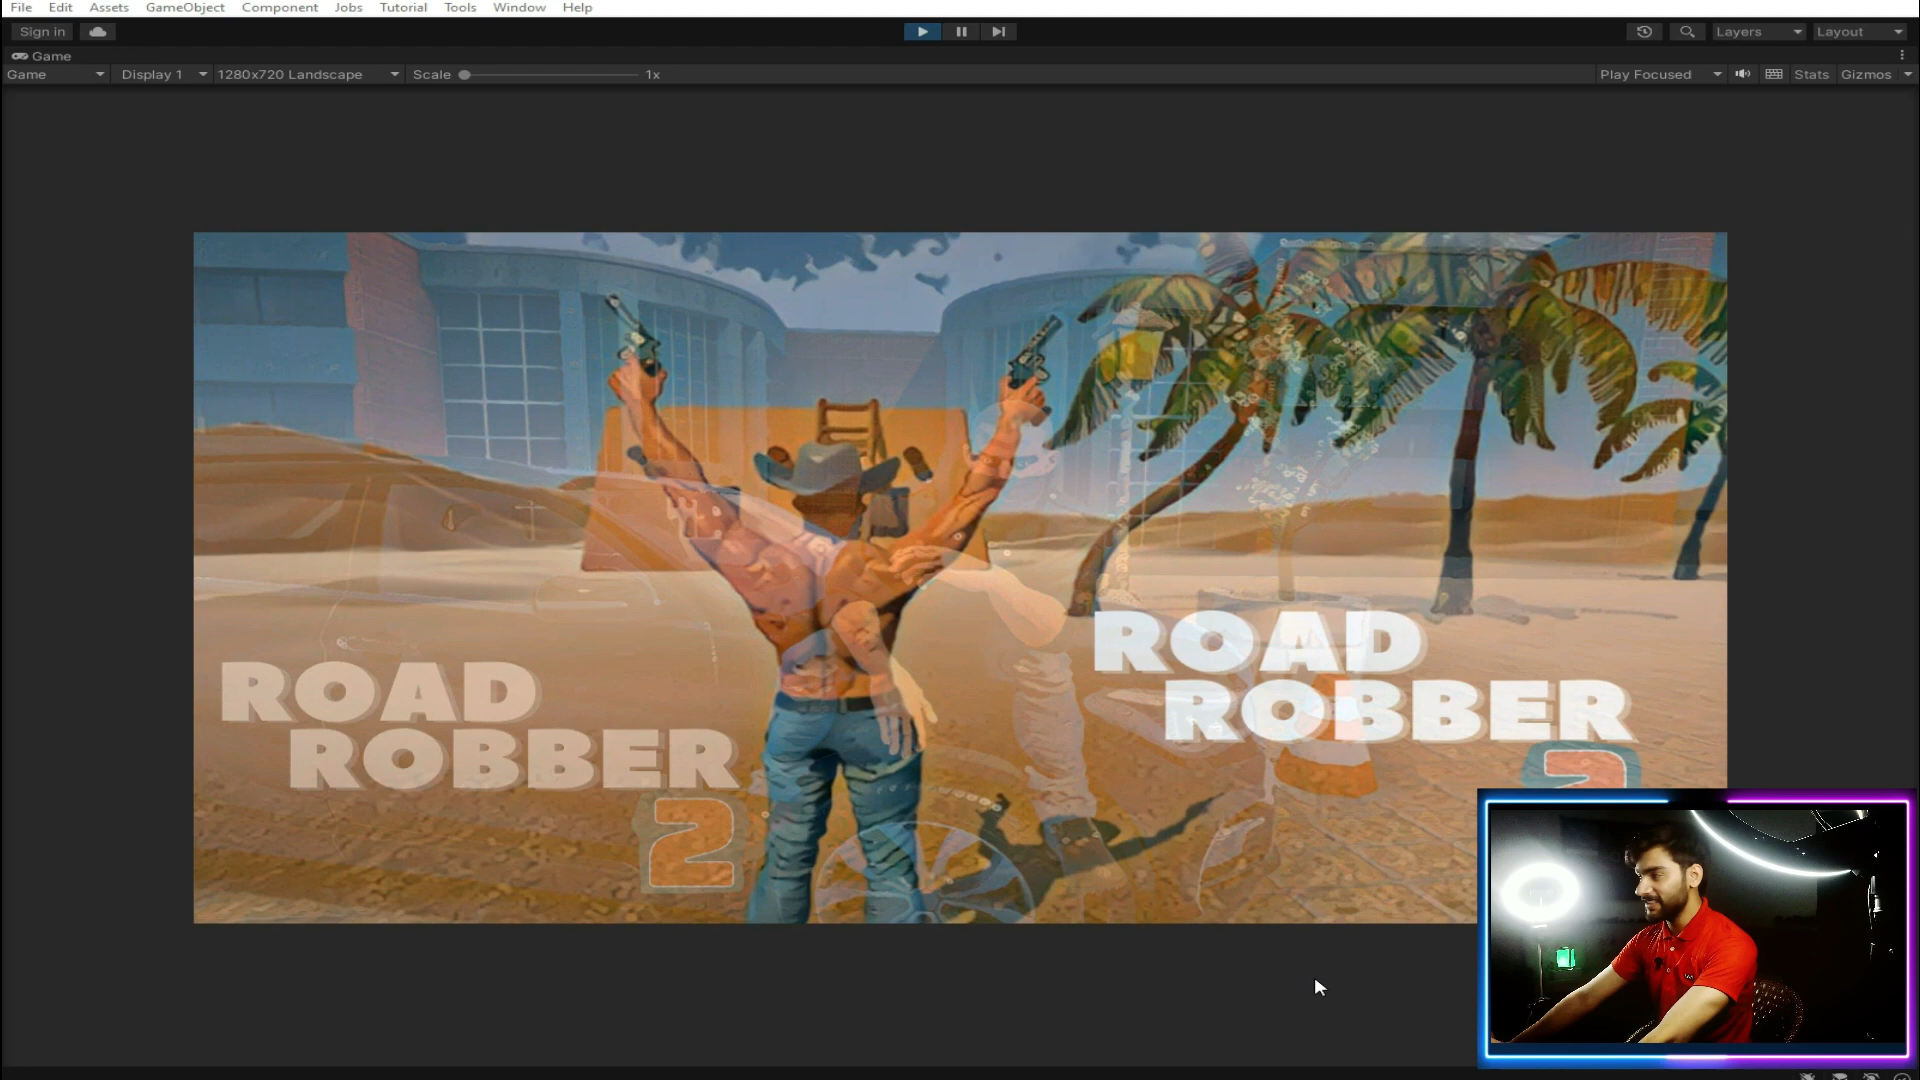 File Edit Assets GameObject Component Jobs Tutorial Tools Window Help
Sign in Layers Layout
Game
Game Display 1 1280x720 Landscape Scale 1x Play Focused Stats Gizmos
ROAD
ROBBER
2
ROAD
ROBBER
2